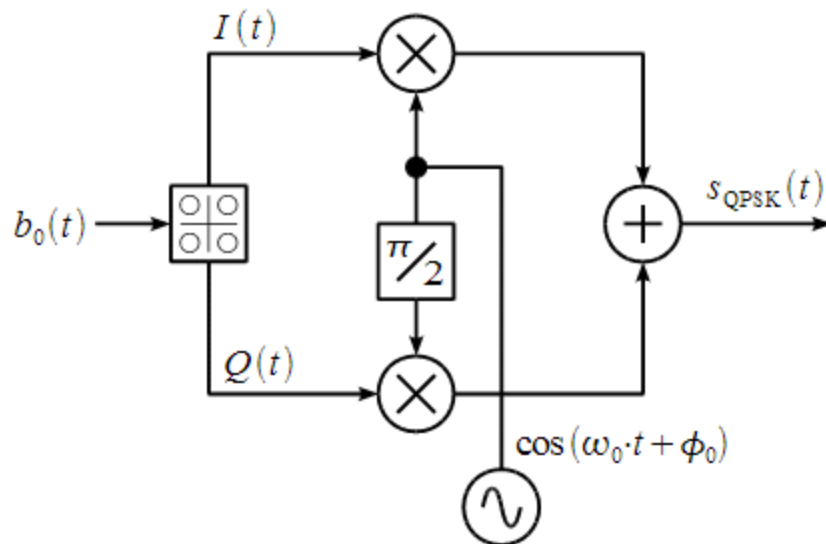 I(t)
b₀(t)
s_QPSK(t)
π/2
Q(t)
cos(ω₀·t+ϕ₀)